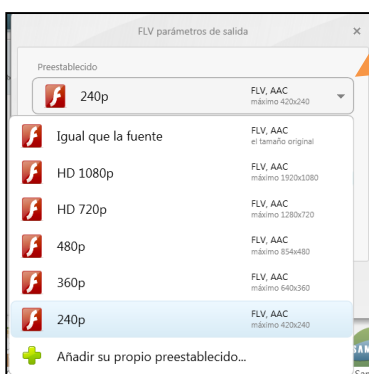 FLV parámetros de salida
Preestablecido
240p
FLV, AAC
máximo 420x240
Igual que la fuente
FLV, AAC
el tamaño original
HD 1080p
FLV, AAC
máximo 1920x1080
HD 720p
FLV, AAC
máximo 1280x720
480p
FLV, AAC
máximo 854x480
360p
FLV, AAC
máximo 640x360
240p
FLV, AAC
máximo 420x240
Añadir su propio preestablecido...